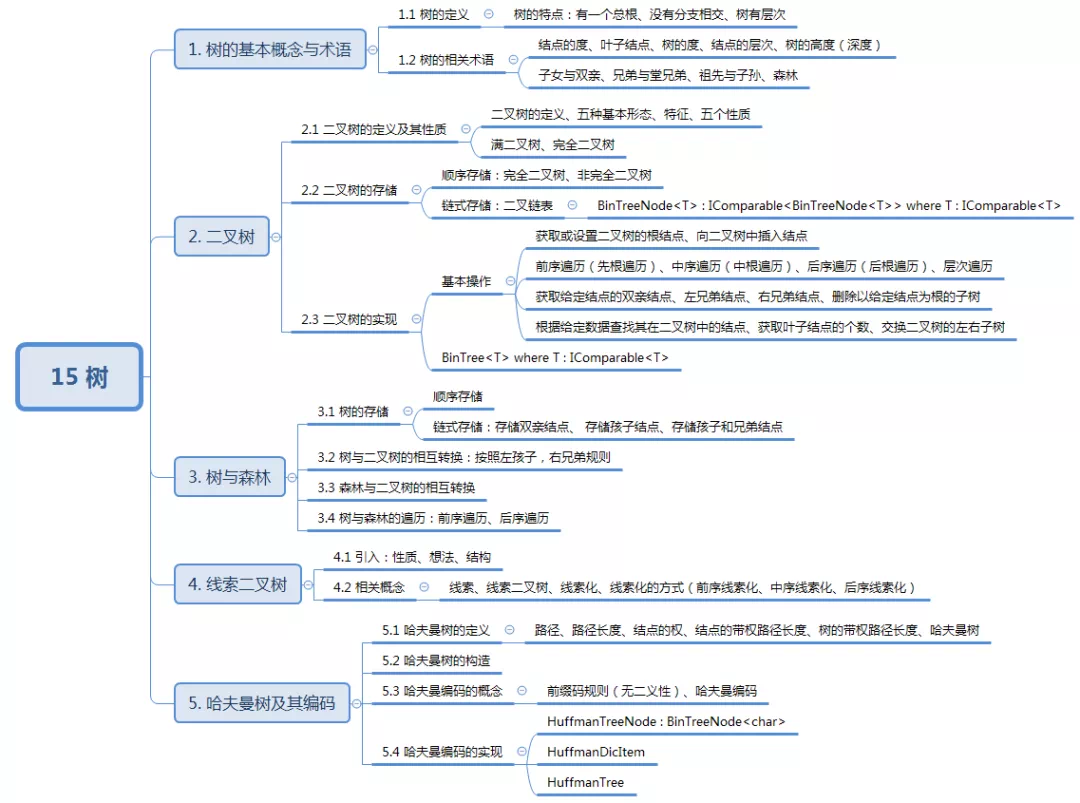 15 树
1. 树的基本概念与术语
1.1 树的定义
树的特点：有一个总根、没有分支相交、树有层次
1.2 树的相关术语
结点的度、叶子结点、树的度、结点的层次、树的高度（深度）
子女与双亲、兄弟与堂兄弟、祖先与子孙、森林
2. 二叉树
2.1 二叉树的定义及其性质
二叉树的定义、五种基本形态、特征、五个性质
满二叉树、完全二叉树
2.2 二叉树的存储
顺序存储：完全二叉树、非完全二叉树
链式存储：二叉链表
BinTreeNode<T> : IComparable<BinTreeNode<T>> where T : IComparable<T>
2.3 二叉树的实现
基本操作
获取或设置二叉树的根结点、向二叉树中插入结点
前序遍历（先根遍历）、中序遍历（中根遍历）、后序遍历（后根遍历）、层次遍历
获取给定结点的双亲结点、左兄弟结点、右兄弟结点、删除以给定结点为根的子树
根据给定数据查找其在二叉树中的结点、获取叶子结点的个数、交换二叉树的左右子树
BinTree<T> where T : IComparable<T>
3. 树与森林
3.1 树的存储
顺序存储
链式存储：存储双亲结点、 存储孩子结点、存储孩子和兄弟结点
3.2 树与二叉树的相互转换：按照左孩子，右兄弟规则
3.3 森林与二叉树的相互转换
3.4 树与森林的遍历：前序遍历、后序遍历
4. 线索二叉树
4.1 引入：性质、想法、结构
4.2 相关概念
线索、线索二叉树、线索化、线索化的方式（前序线索化、中序线索化、后序线索化）
5. 哈夫曼树及其编码
5.1 哈夫曼树的定义
路径、路径长度、结点的权、结点的带权路径长度、树的带权路径长度、哈夫曼树
5.2 哈夫曼树的构造
5.3 哈夫曼编码的概念
前缀码规则（无二义性）、哈夫曼编码
5.4 哈夫曼编码的实现
HuffmanTreeNode : BinTreeNode<char>
HuffmanDicItem
HuffmanTree